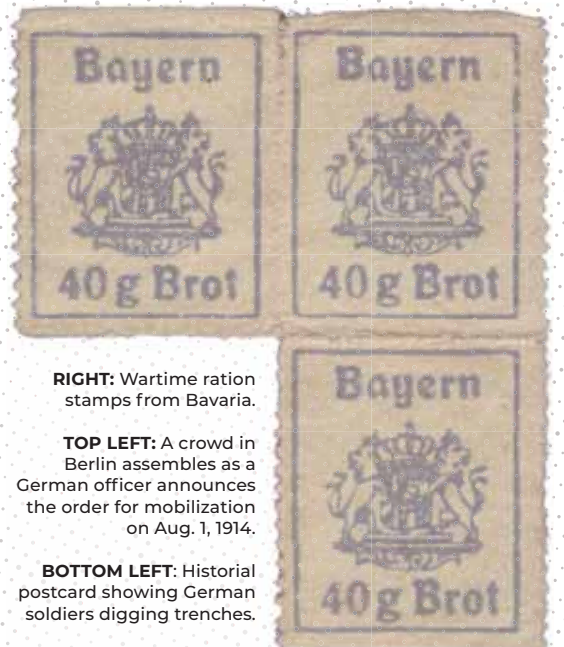 Bayern
40 g Brot
Bayern
40 g Brot
RIGHT: Wartime ration
stamps from Bavaria.
TOP LEFT: A crowd in
Berlin assembles as a
German officer announces
the order for mobilization
on Aug. 1, 1914.
BOTTOM LEFT: Historial
postcard showing German
soldiers digging trenches.
Bayern
40 g Brot